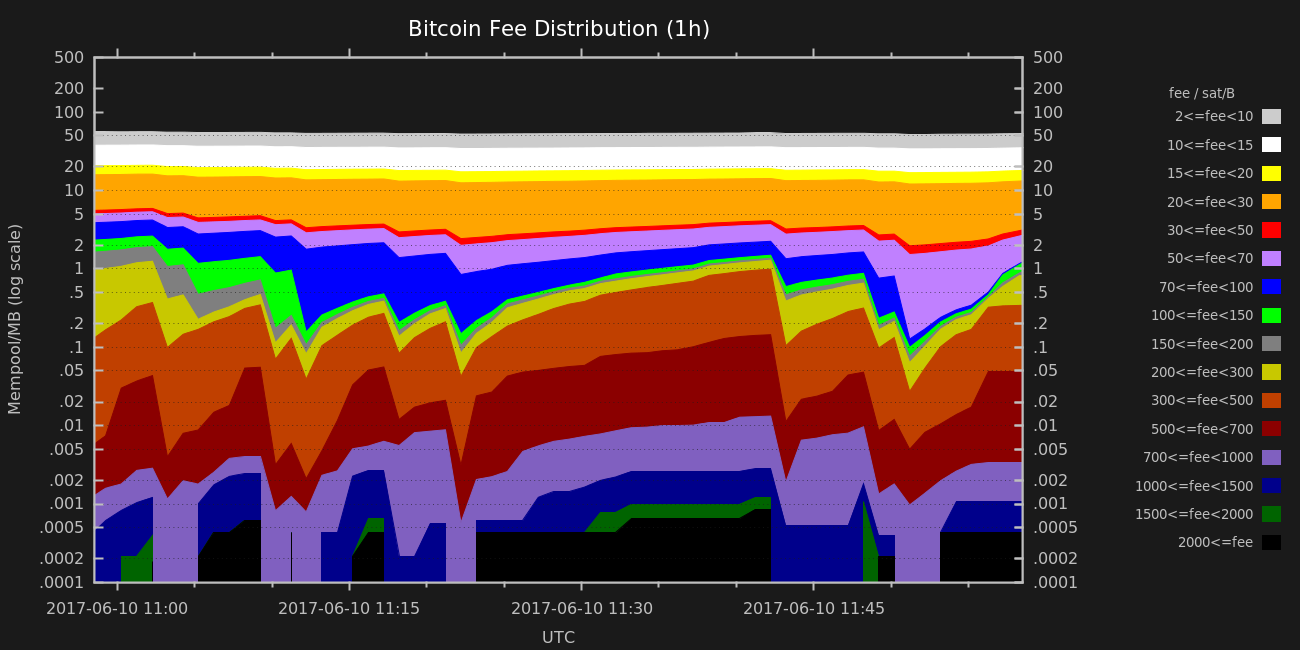 Bitcoin Fee Distribution (1h)
500
200
100
50
20
10
5
2
1
.5
.2
.1
.05
.02
.01
.005
.002
.001
.0005
.0002
.0001
Mempool/MB (log scale)
500
200
100
50
20
10
5
2
1
.5
.2
.1
.05
.02
.01
.005
.002
.001
.0005
.0002
.0001
fee / sat/B
2<=fee<10
10<=fee<15
15<=fee<20
20<=fee<30
30<=fee<50
50<=fee<70
70<=fee<100
100<=fee<150
150<=fee<200
200<=fee<300
300<=fee<500
500<=fee<700
700<=fee<1000
1000<=fee<1500
1500<=fee<2000
2000<=fee
2017-06-10 11:00 2017-06-10 11:15 2017-06-10 11:30 2017-06-10 11:45
UTC